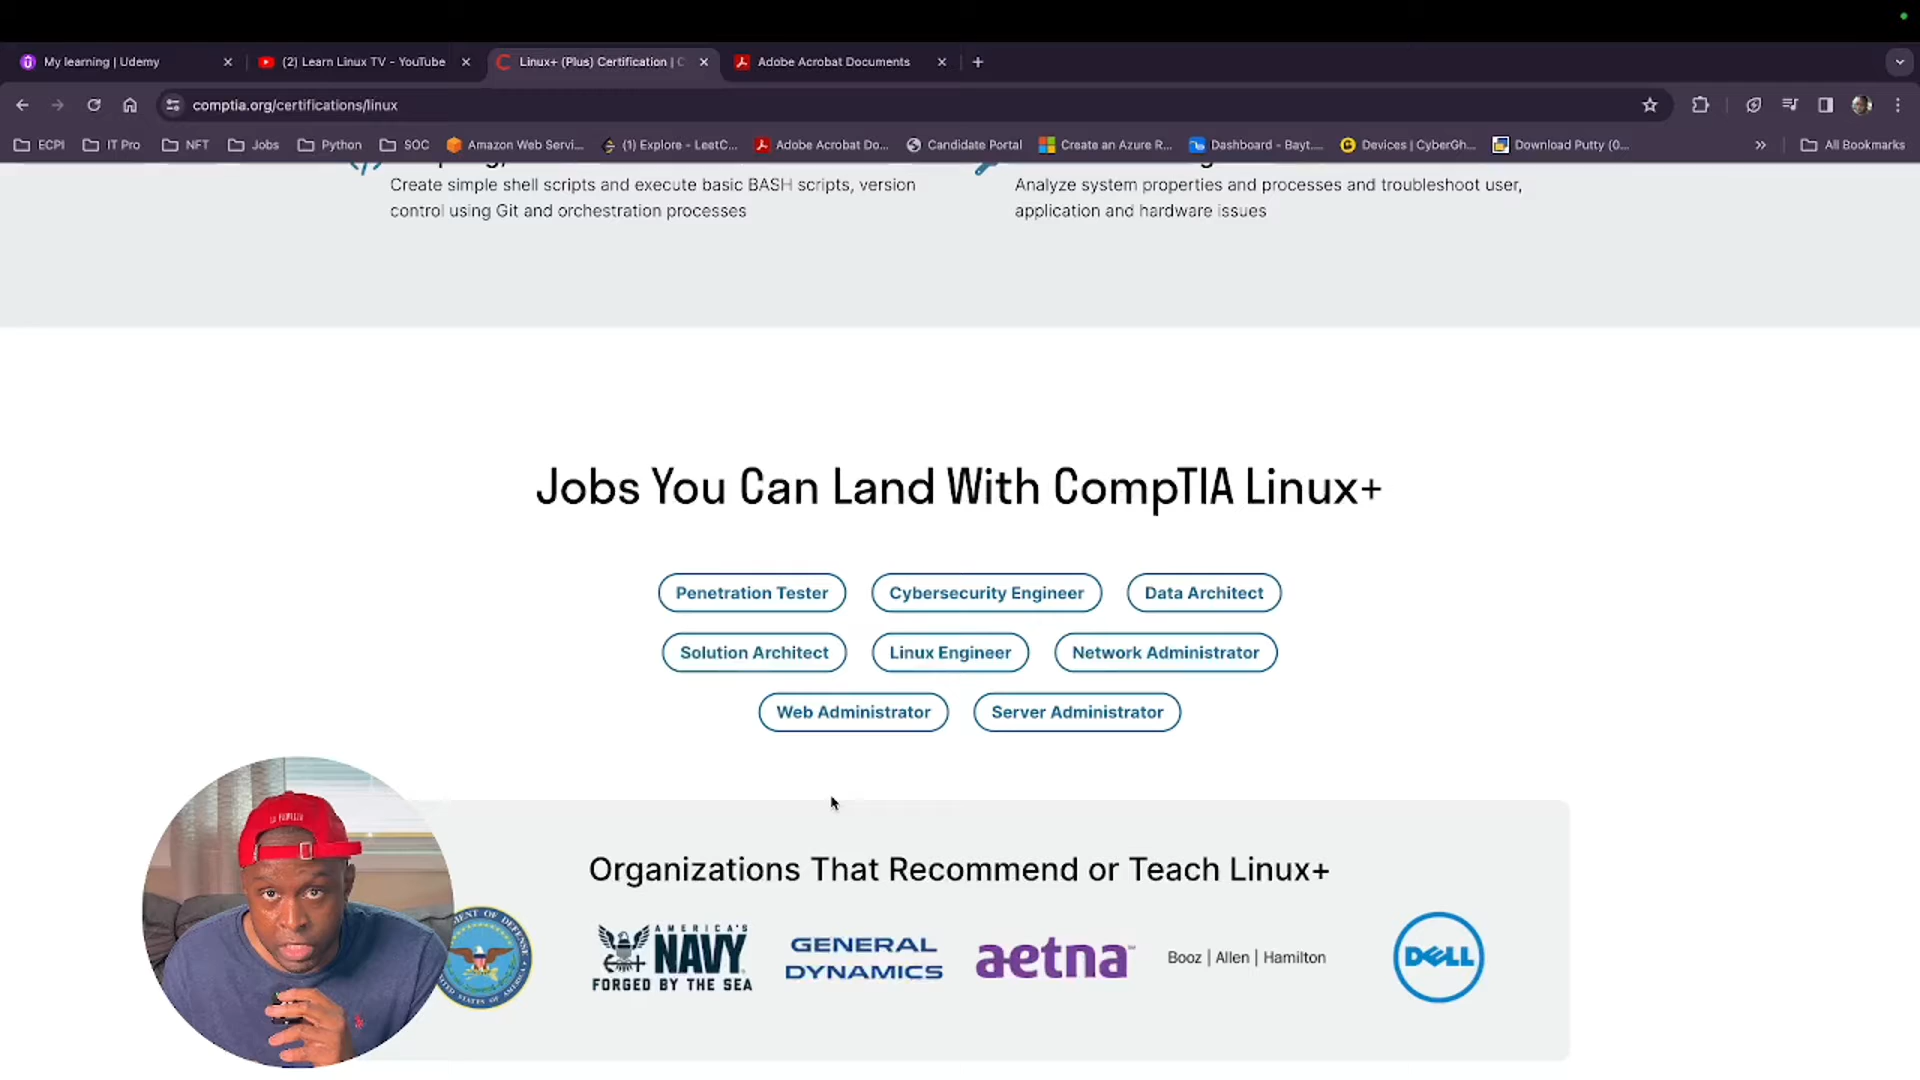 My learning | Udemy
(2) Learn Linux TV - YouTube
Linux+ (Plus) Certification | C
Adobe Acrobat Documents
comptia.org/certifications/linux
ECPI
IT Pro
NFT
Jobs
Python
SOC
Amazon Web Servi...
(1) Explore - LeetC...
Adobe Acrobat Do...
Candidate Portal
Create an Azure R...
Dashboard - Bayt....
Devices | CyberGh...
Download Putty (0...
All Bookmarks
Create simple shell scripts and execute basic BASH scripts, version
control using Git and orchestration processes
Analyze system properties and processes and troubleshoot user,
application and hardware issues
Jobs You Can Land With CompTIA Linux+
Penetration Tester
Cybersecurity Engineer
Data Architect
Solution Architect
Linux Engineer
Network Administrator
Web Administrator
Server Administrator
Organizations That Recommend or Teach Linux+
AMERICA'S
NAVY
FORGED BY THE SEA
GENERAL
DYNAMICS
aetna
Booz | Allen | Hamilton
DELL
OF DEFENSE
STATES OF